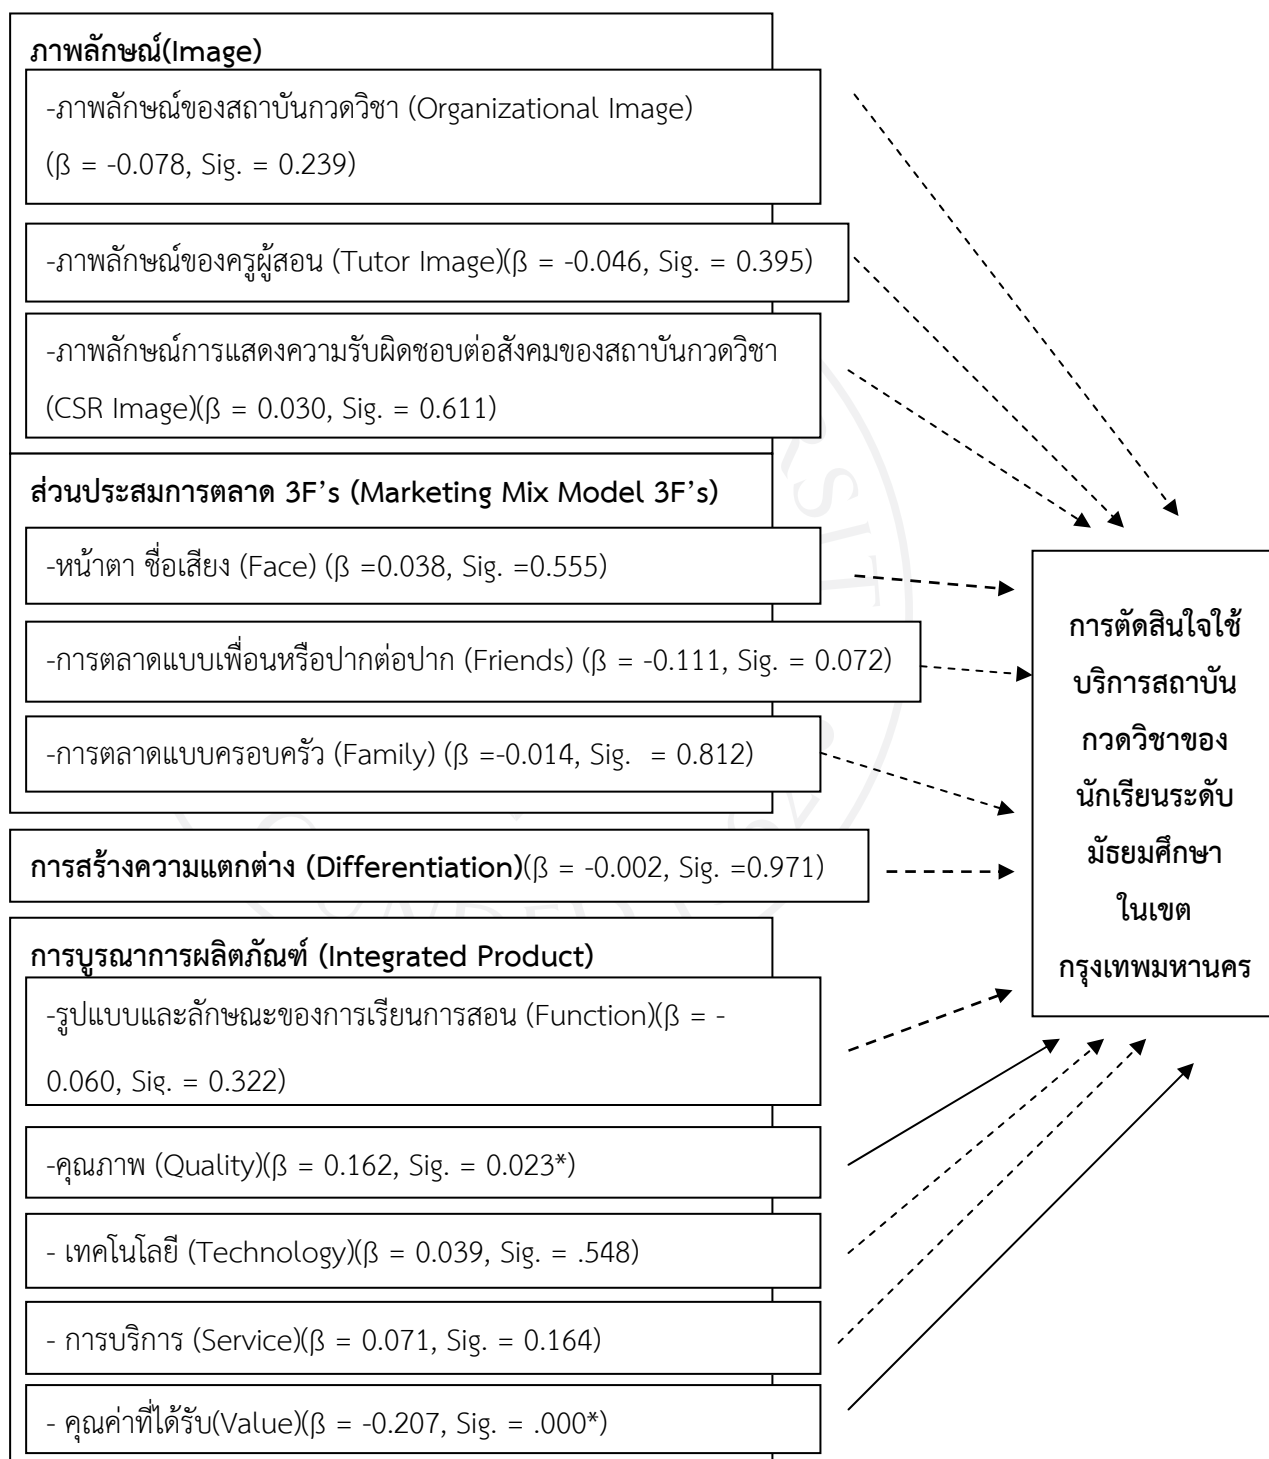 ภาพลักษณ์(Image)
-ภาพลักษณ์ของสถาบันกวดวิชา (Organizational Image)
(ß = -0.078, Sig. = 0.239)
-ภาพลักษณ์ของครูผู้สอน (Tutor Image)(ß = -0.046, Sig. = 0.395)
-ภาพลักษณ์การแสดงความรับผิดชอบต่อสังคมของสถาบันกวดวิชา
(CSR Image)(ß = 0.030, Sig. = 0.611)
ส่วนประสมการตลาด 3F’s (Marketing Mix Model 3F’s)
-หน้าตา ชื่อเสียง (Face) (ß =0.038, Sig. =0.555)
-การตลาดแบบเพื่อนหรือปากต่อปาก (Friends) (ß = -0.111, Sig. = 0.072)
-การตลาดแบบครอบครัว (Family) (ß =-0.014, Sig. = 0.812)
การสร้างความแตกต่าง (Differentiation)(ß = -0.002, Sig. =0.971)
การบูรณาการผลิตภัณฑ์ (Integrated Product)
-รูปแบบและลักษณะของการเรียนการสอน (Function)(ß = -
0.060, Sig. = 0.322)
-คุณภาพ (Quality)(ß = 0.162, Sig. = 0.023*)
- เทคโนโลยี (Technology)(ß = 0.039, Sig. = .548)
- การบริการ (Service)(ß = 0.071, Sig. = 0.164)
- คุณค่าที่ได้รับ(Value)(ß = -0.207, Sig. = .000*)
การตัดสินใจใช้
บริการสถาบัน
กวดวิชาของ
นักเรียนระดับ
มัธยมศึกษา
ในเขต
กรุงเทพมหานคร